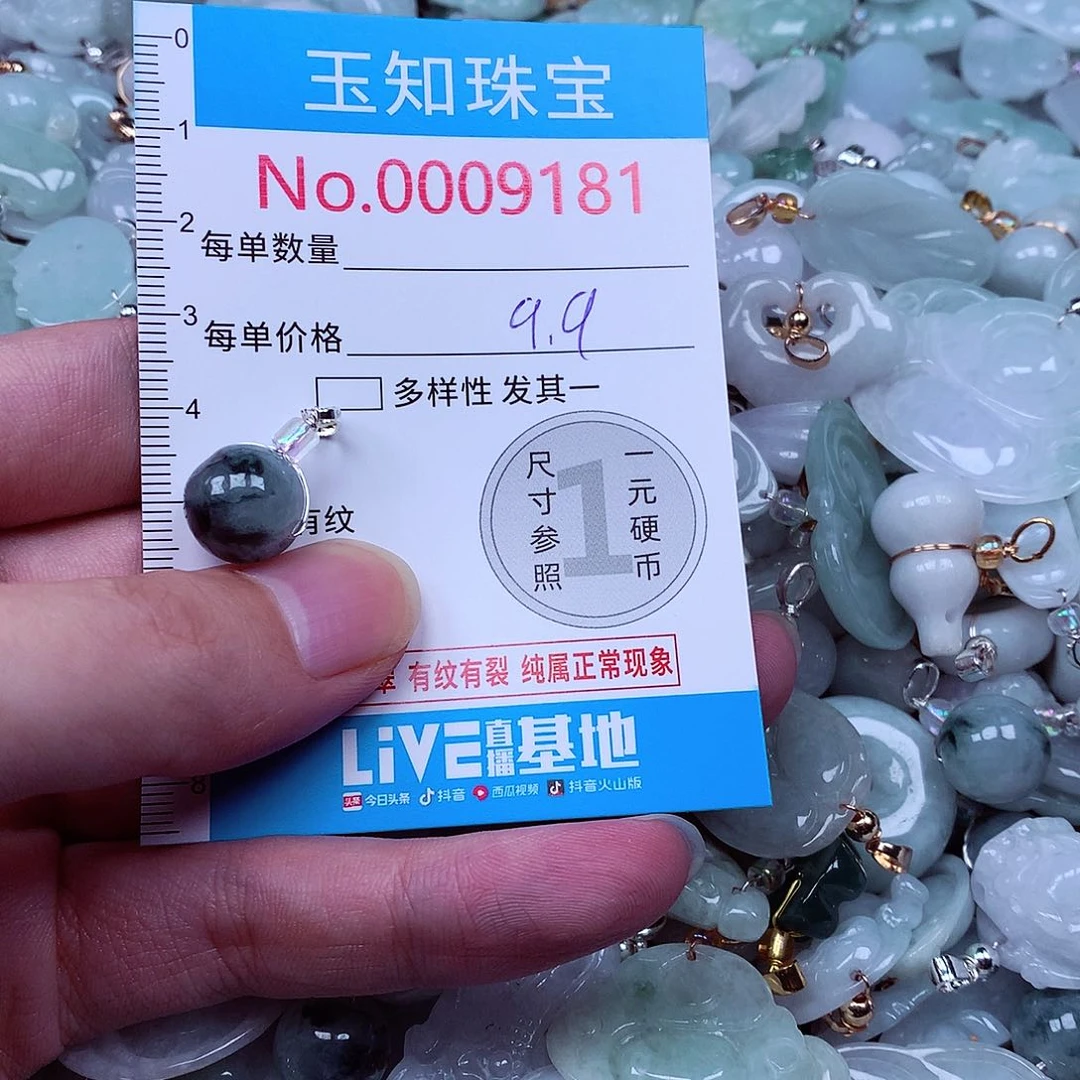 0
玉知珠宝
1
No.0009181
2
每单数量
3
每单价格 9.9
4
多样性 发其一
尺寸参照
1
一元硬币
有纹
有纹有裂 纯属正常现象
LiVE直播基地
头条 今日头条 抖音 西瓜视频 抖音火山版
8